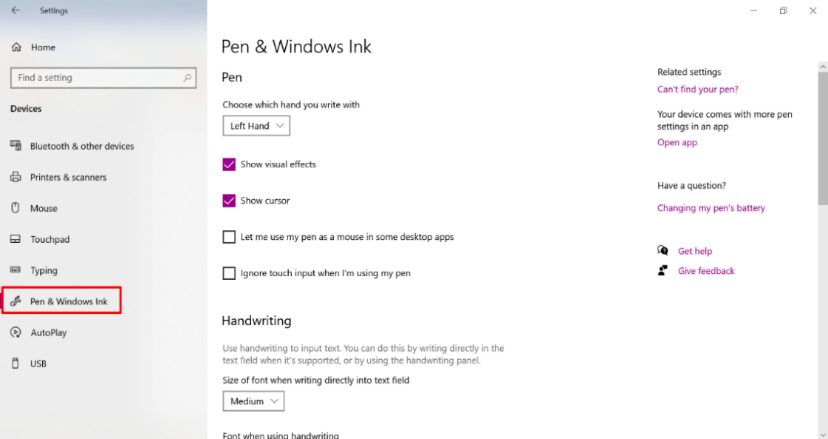 Settings
Home
Find a setting
Devices
Bluetooth & other devices
Printers & scanners
Mouse
Touchpad
Typing
Pen & Windows Ink
AutoPlay
USB
Pen & Windows Ink
Pen
Choose which hand you write with
Left Hand
Show visual effects
Show cursor
Let me use my pen as a mouse in some desktop apps
Ignore touch input when I'm using my pen
Handwriting
Use handwriting to input text. You can do this by writing directly in the
text field when it's supported, or by using the handwriting panel.
Size of font when writing directly into text field
Medium
Font when using handwriting
Related settings
Can't find your pen?
Your device comes with more pen
settings in an app
Open app
Have a question?
Changing my pen's battery
Get help
Give feedback